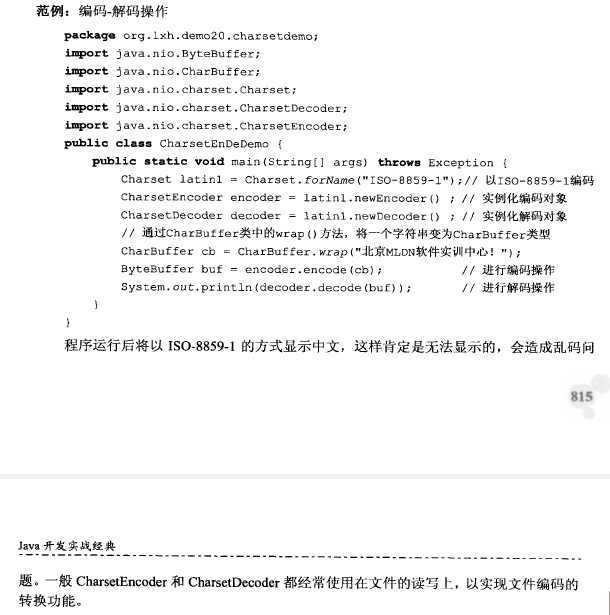 范例：编码-解码操作
package org.lxh.demo20.charsetdemo;
import java.nio.ByteBuffer;
import java.nio.CharBuffer;
import java.nio.charset.Charset;
import java.nio.charset.CharsetDecoder;
import java.nio.charset.CharsetEncoder;
public class CharsetEnDeDemo {
    public static void main(String[] args) throws Exception {
        Charset latin1 = Charset.forName("ISO-8859-1");// 以ISO-8859-1编码
        CharsetEncoder encoder = latin1.newEncoder() ; // 实例化编码对象
        CharsetDecoder decoder = latin1.newDecoder() ; // 实例化解码对象
        // 通过CharBuffer类中的wrap()方法，将一个字符串变为CharBuffer类型
        CharBuffer cb = CharBuffer.wrap("北京MLDN软件实训中心！");
        ByteBuffer buf = encoder.encode(cb); // 进行编码操作
        System.out.println(decoder.decode(buf)); // 进行解码操作
    }
}
程序运行后将以 ISO-8859-1 的方式显示中文，这样肯定是无法显示的，会造成乱码问
815
Java 开发实战经典
题。一般 CharsetEncoder 和 CharsetDecoder 都经常使用在文件的读写上，以实现文件编码的
转换功能。